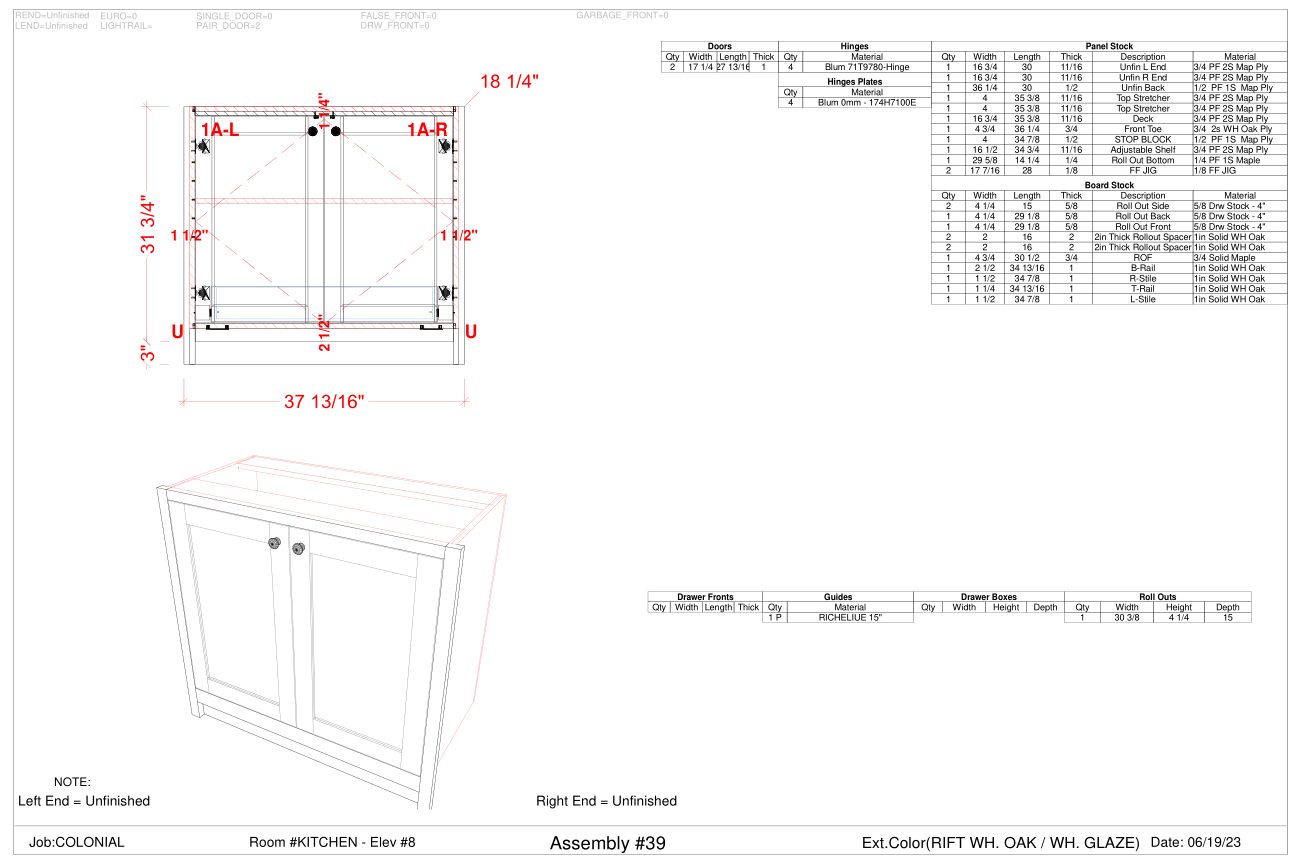 REND=Unfinished EURO=0 SINGLE_DOOR=0 FALSE_FRONT=0 GARBAGE_FRONT=0
LEND=Unfinished LIGHTRAIL= PAIR_DOOR=2 DRW_FRONT=0
Doors
Qty Width Length Thick
2 17 1/4 27 13/16 1
Hinges
Qty Material
4 Blum 71T9780-Hinge
Hinges Plates
Qty Material
4 Blum 0mm - 174H7100E
Panel Stock
Qty Width Length Thick Description Material
1 16 3/4 30 11/16 Unfin L End 3/4 PF 2S Map Ply
1 16 3/4 30 11/16 Unfin R End 3/4 PF 2S Map Ply
1 36 1/4 30 1/2 Unfin Back 1/2 PF 1S Map Ply
1 4 35 3/8 11/16 Top Stretcher 3/4 PF 2S Map Ply
1 4 35 3/8 11/16 Top Stretcher 3/4 PF 2S Map Ply
1 16 3/4 35 3/8 11/16 Deck 3/4 PF 2S Map Ply
1 4 3/4 36 1/4 3/4 Front Toe 3/4 2s WH Oak Ply
1 4 34 7/8 1/2 STOP BLOCK 1/2 PF 1S Map Ply
1 16 1/2 34 3/4 11/16 Adjustable Shelf 3/4 PF 2S Map Ply
1 29 5/8 14 1/4 1/4 Roll Out Bottom 1/4 PF 1S Maple
2 17 7/16 28 1/8 FF JIG 1/8 FF JIG
Board Stock
Qty Width Length Thick Description Material
2 4 1/4 15 5/8 Roll Out Side 5/8 Drw Stock - 4"
1 4 1/4 29 1/8 5/8 Roll Out Back 5/8 Drw Stock - 4"
1 4 1/4 29 1/8 5/8 Roll Out Front 5/8 Drw Stock - 4"
2 2 16 2 2in Thick Rollout Spacer 1in Solid WH Oak
2 2 16 2 2in Thick Rollout Spacer 1in Solid WH Oak
1 4 3/4 30 1/2 3/4 ROF 3/4 Solid Maple
1 2 1/2 34 13/16 1 B-Rail 1in Solid WH Oak
1 1 1/2 34 7/8 1 R-Stile 1in Solid WH Oak
1 1 1/4 34 13/16 1 T-Rail 1in Solid WH Oak
1 1 1/2 34 7/8 1 L-Stile 1in Solid WH Oak
18 1/4"
1 1/4"
1A-L 1A-R
31 3/4"
1 1/2" 1 1/2"
U U
2 1/2"
3"
37 13/16"
Drawer Fronts
Qty Width Length Thick
Guides
Qty Material
1 P RICHELIUE 15"
Drawer Boxes
Qty Width Height Depth
Roll Outs
Qty Width Height Depth
1 30 3/8 4 1/4 15
NOTE:
Left End = Unfinished Right End = Unfinished
Job:COLONIAL Room #KITCHEN - Elev #8 Assembly #39 Ext.Color(RIFT WH. OAK / WH. GLAZE) Date: 06/19/23